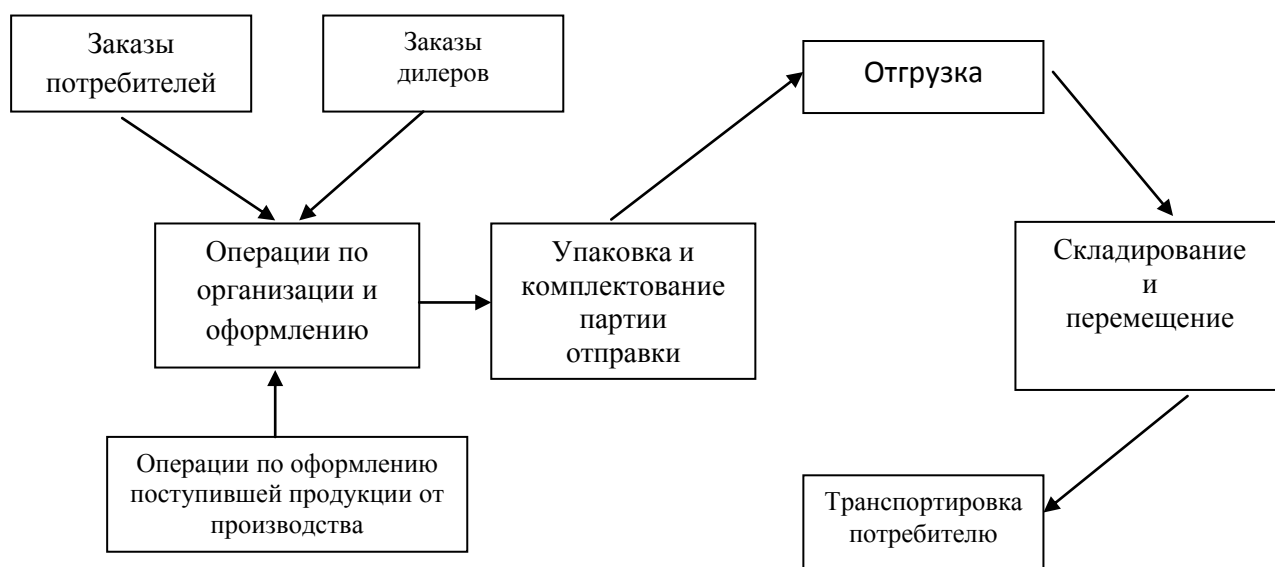 Заказы
потребителей
Заказы
дилеров
Отгрузка
Операции по
организации и
оформлению
Упаковка и
комплектование
партии
отправки
Складирование
и
перемещение
Операции по оформлению
поступившей продукции от
производства
Транспортировка
потребителю